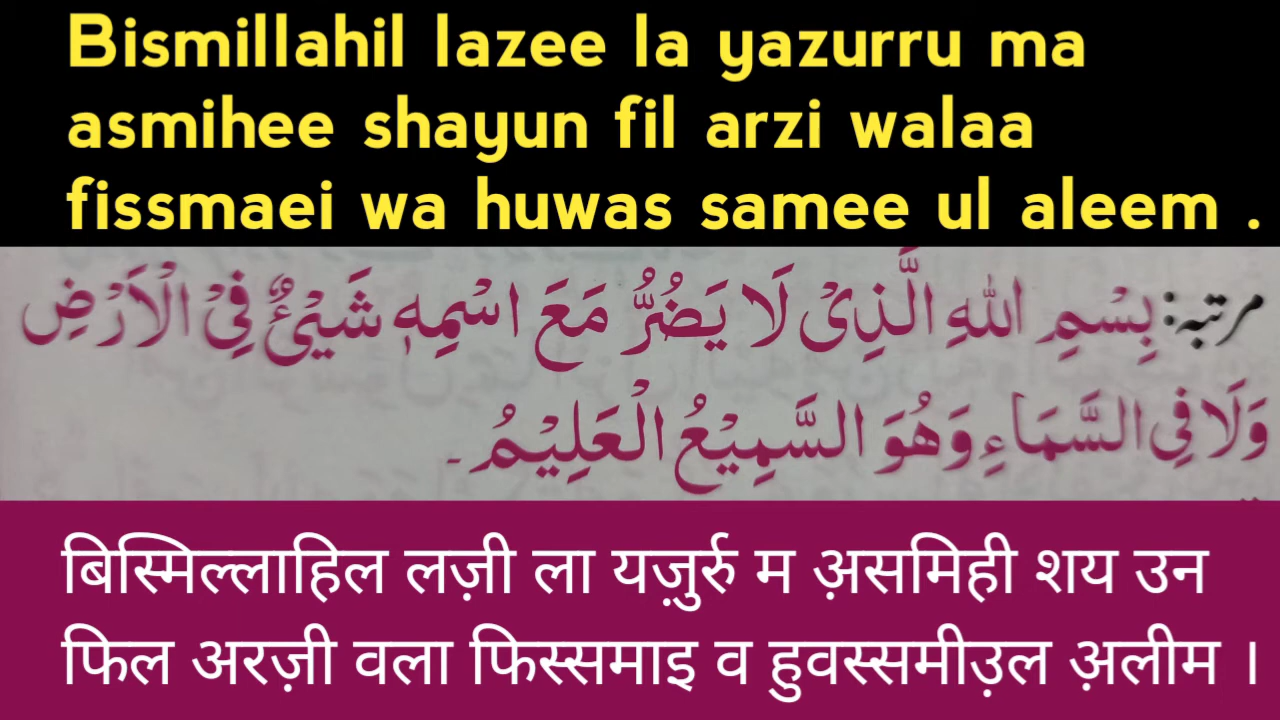 Bismillahil lazee la yazurru ma
asmihee shayun fil arzi walaa
fissmaei wa huwas samee ul aleem .
مرتبہ: بِسْمِ اللّٰهِ الَّذِیْ لَا یَضُرُّ مَعَ اسْمِهٖ شَیْئٌ فِیْ الْاَرْضِ
وَلَا فِی السَّمَاءِ وَهُوَ السَّمِیْعُ الْعَلِیْمُ۔
बिस्मिल्लाहिल लज़ी ला यज़ुर्रु म अ़समिही शय उन
फिल अरज़ी वला फिस्समाइ व हुवस्समीउ़ल अ़लीम ।